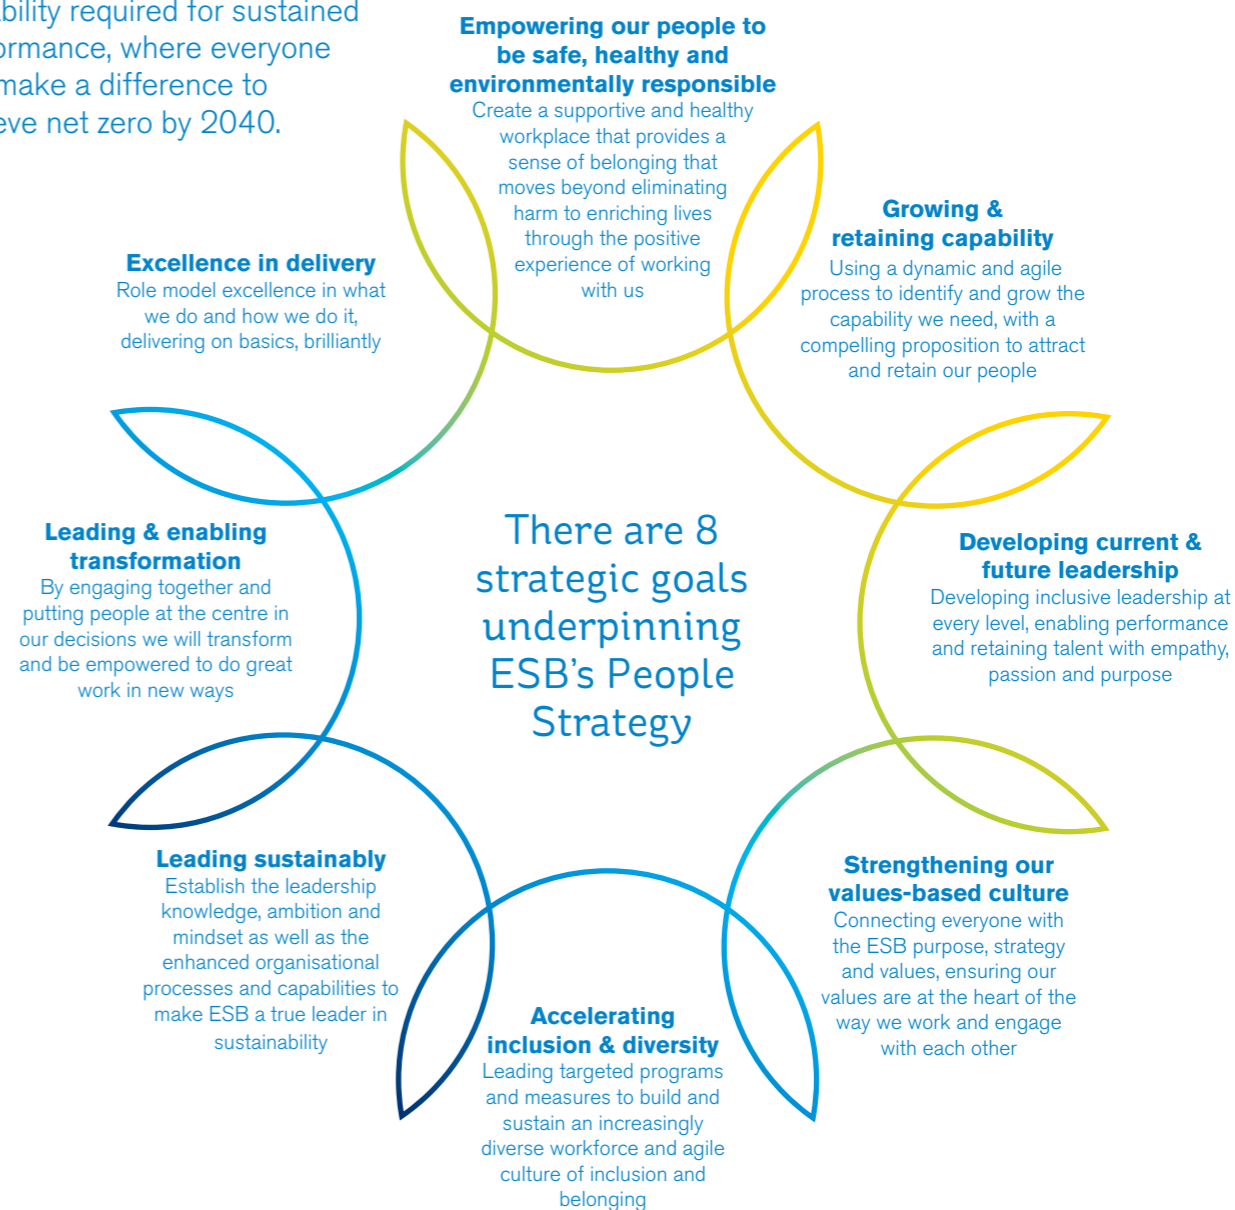 required for sustained
where everyone
make a difference to
net zero by 2040.
Empowering our people to
be safe, healthy and
environmentally responsible
Create a supportive and healthy
workplace that provides a
sense of belonging that
moves beyond eliminating
harm to enriching lives
through the positive
experience of working
with us
Growing &
retaining capability
Using a dynamic and agile
process to identify and grow the
capability we need, with a
compelling proposition to attract
and retain our people
Developing current &
future leadership
Developing inclusive leadership at
every level, enabling performance
and retaining talent with empathy,
passion and purpose
Strengthening our
values-based culture
Connecting everyone with
the ESB purpose, strategy
and values, ensuring our
values are at the heart of the
way we work and engage
with each other
Accelerating
inclusion & diversity
Leading targeted programs
and measures to build and
sustain an increasingly
diverse workforce and agile
culture of inclusion and
belonging
Leading sustainably
Establish the leadership
knowledge, ambition and
mindset as well as the
enhanced organisational
processes and capabilities to
make ESB a true leader in
sustainability
Leading & enabling
transformation
By engaging together and
putting people at the centre in
our decisions we will transform
and be empowered to do great
work in new ways
Excellence in delivery
Role model excellence in what
we do and how we do it,
delivering on basics, brilliantly
There are 8
strategic goals
underpinning
ESB's People
Strategy